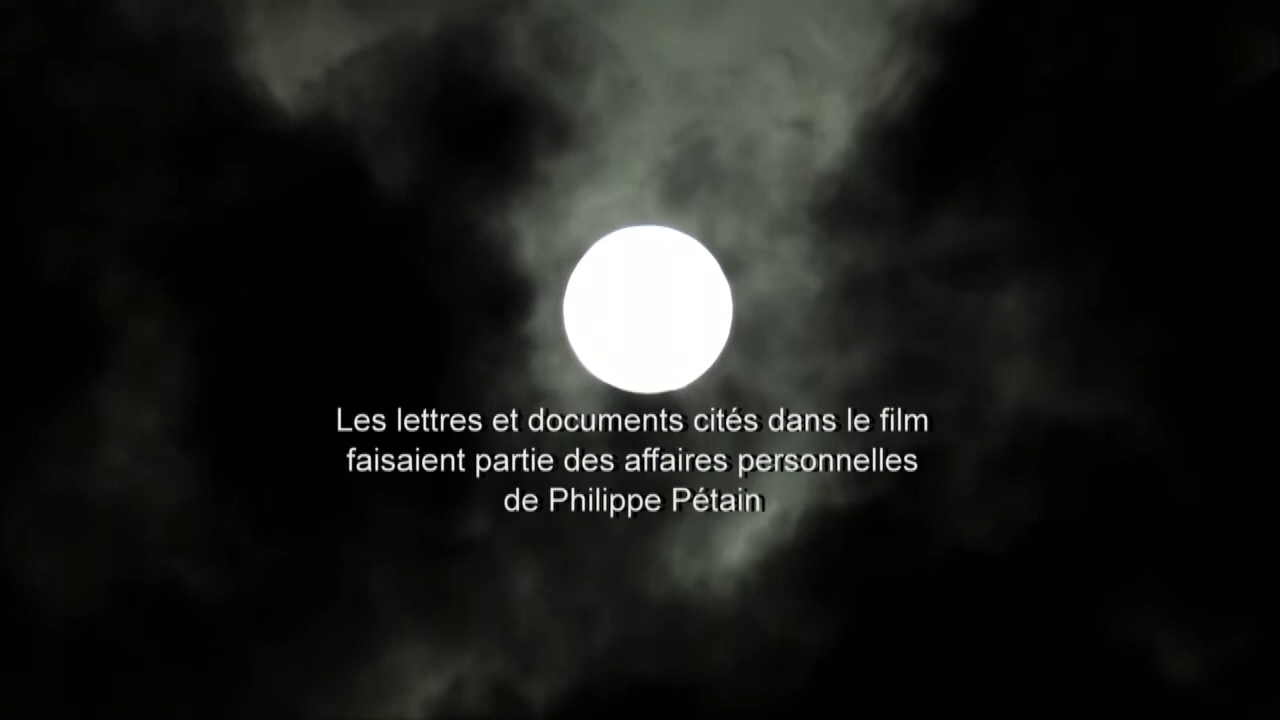 Les lettres et documents cités dans le film
faisaient partie des affaires personnelles
de Philippe Pétain